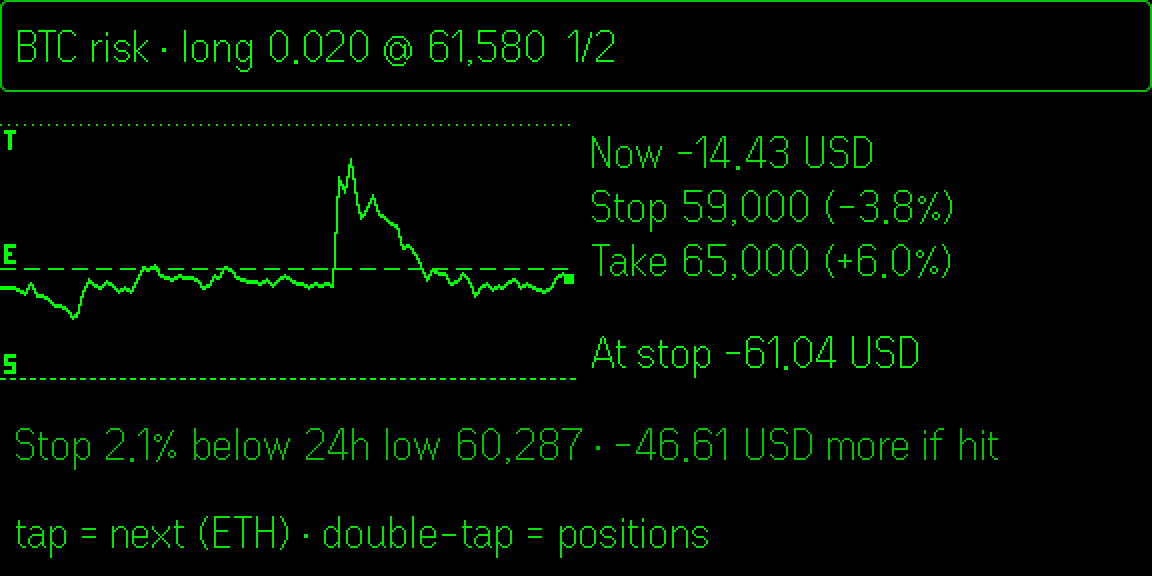 BTC risk · long 0.020 @ 61,580 1/2
T
E
S
Now -14.43 USD
Stop 59,000 (-3.8%)
Take 65,000 (+6.0%)
At stop -61.04 USD
Stop 2.1% below 24h low 60,287 · -46.61 USD more if hit
tap = next (ETH) · double-tap = positions